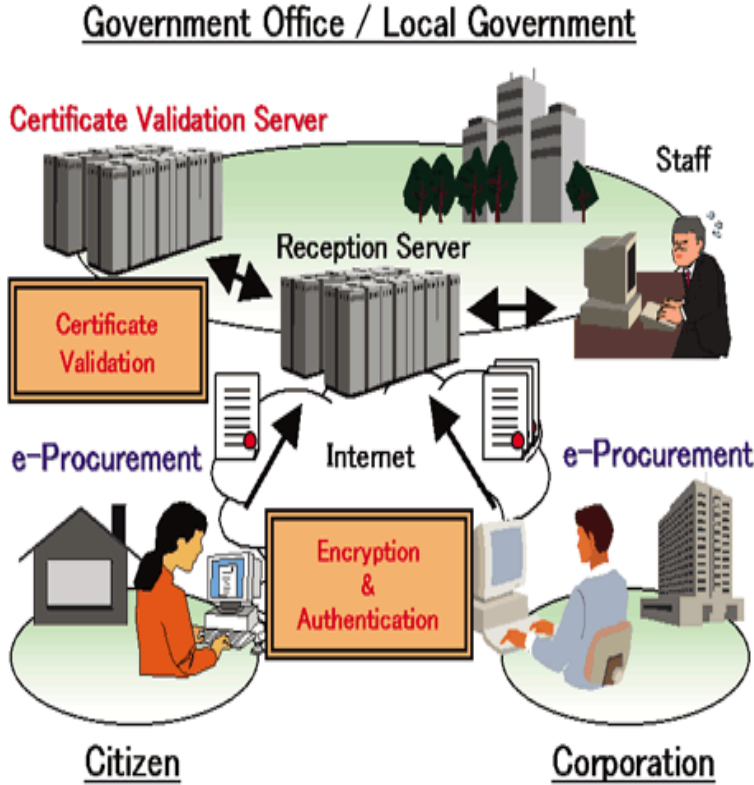 Government Office / Local Government
Certificate Validation Server
Staff
Reception Server
Certificate
Validation
e-Procurement
Internet
e-Procurement
Encryption
&
Authentication
Citizen
Corporation